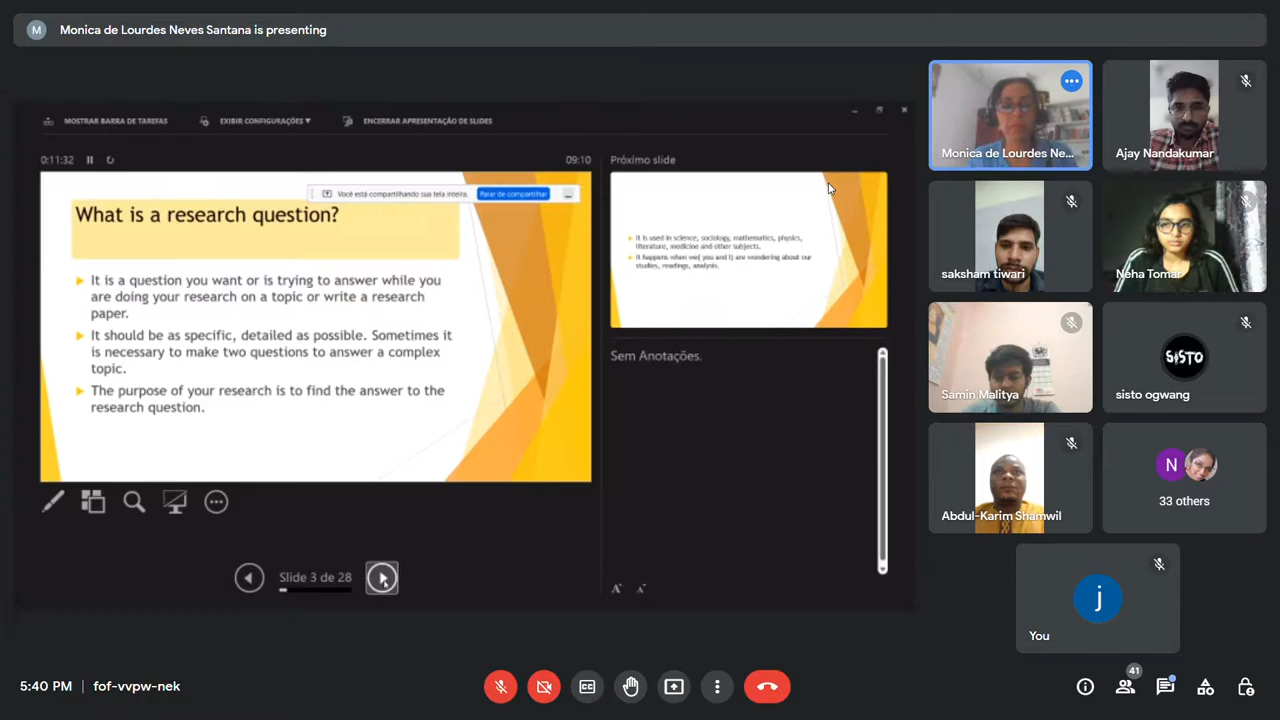 M
Monica de Lourdes Neves Santana is presenting
MOSTRAR BARRA DE TAREFAS
EXIBIR CONFIGURAÇÕES ▼
ENCERRAR APRESENTAÇÃO DE SLIDES
0:11:32
09:10
Você está compartilhando sua tela inteira.
Parar de compartilhar
What is a research question?
It is a question you want or is trying to answer while you
are doing your research on a topic or write a research
paper.
It should be as specific, detailed as possible. Sometimes it
is necessary to make two questions to answer a complex
topic.
The purpose of your research is to find the answer to the
research question.
Slide 3 de 28
Próximo slide
It is used in science, sociology, mathematics, physics,
literature, medicine and other subjects.
It happens when we( you and I) are wondering about our
studies, readings, analysis.
Sem Anotações.
A
A
Monica de Lourdes Ne...
Ajay Nandakumar
saksham tiwari
Neha Tomar
Samin Malitya
SISTO
sisto ogwang
Abdul-Karim Shamwil
N
33 others
j
You
5:40 PM | fof-vvpw-nek
CC
41